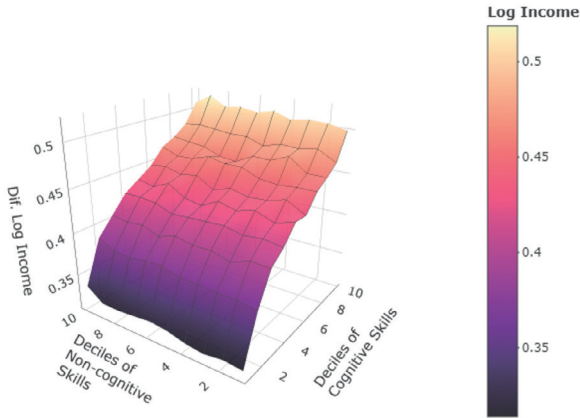 Log Income
0.5
0.45
0.4
0.35
Dif. Log Income
0.5
0.45
0.4
0.35
10
8
6
4
2
Deciles of
Non-cognitive
Skills
10
8
6
4
2
Deciles of
Cognitive Skills